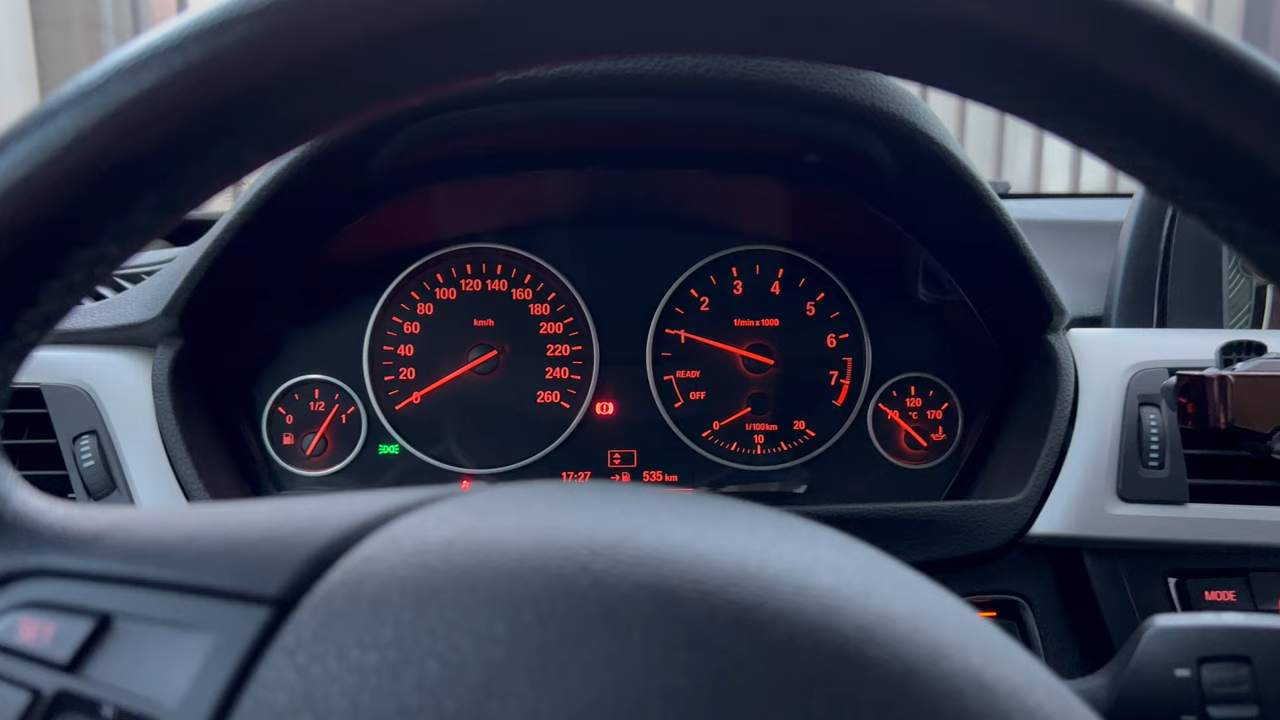 0 20 40 60 80 100 120 140 160 180 200 220 240 260
km/h
1 2 3 4 5 6 7
1/min x 1000
READY
OFF
0 10 20
1/100km
0 1/2 1
70 120 170
°C
17:27
535 km
MODE
SET